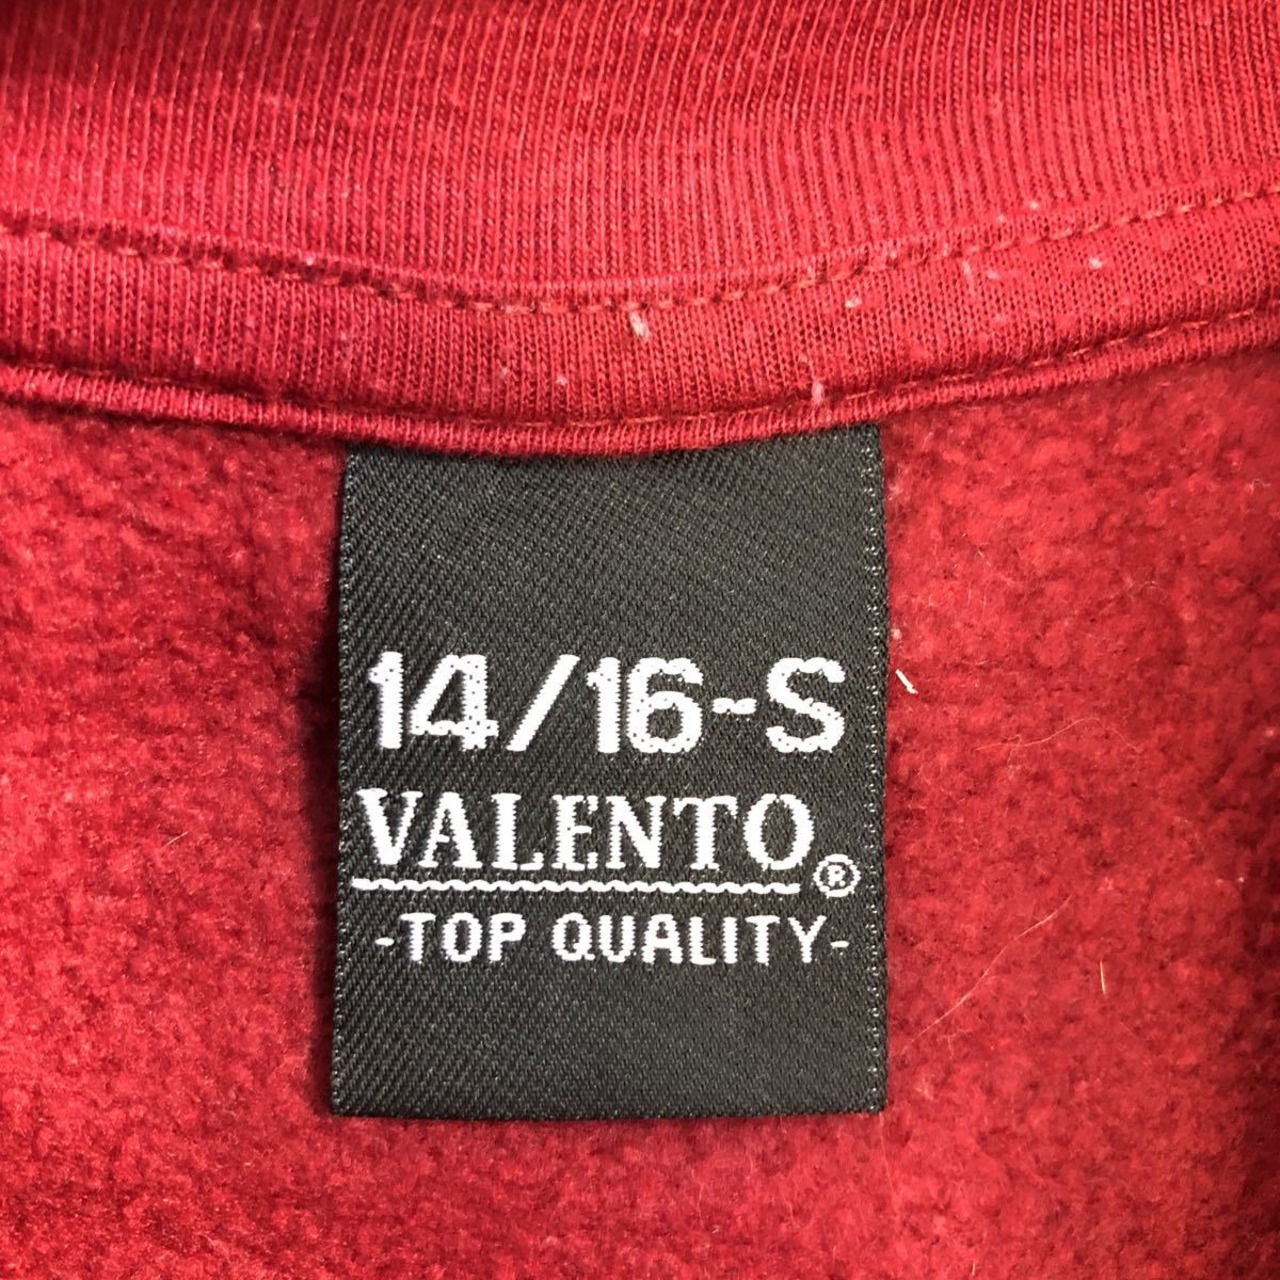 14/16-S
VALENTO®
-TOP QUALITY-